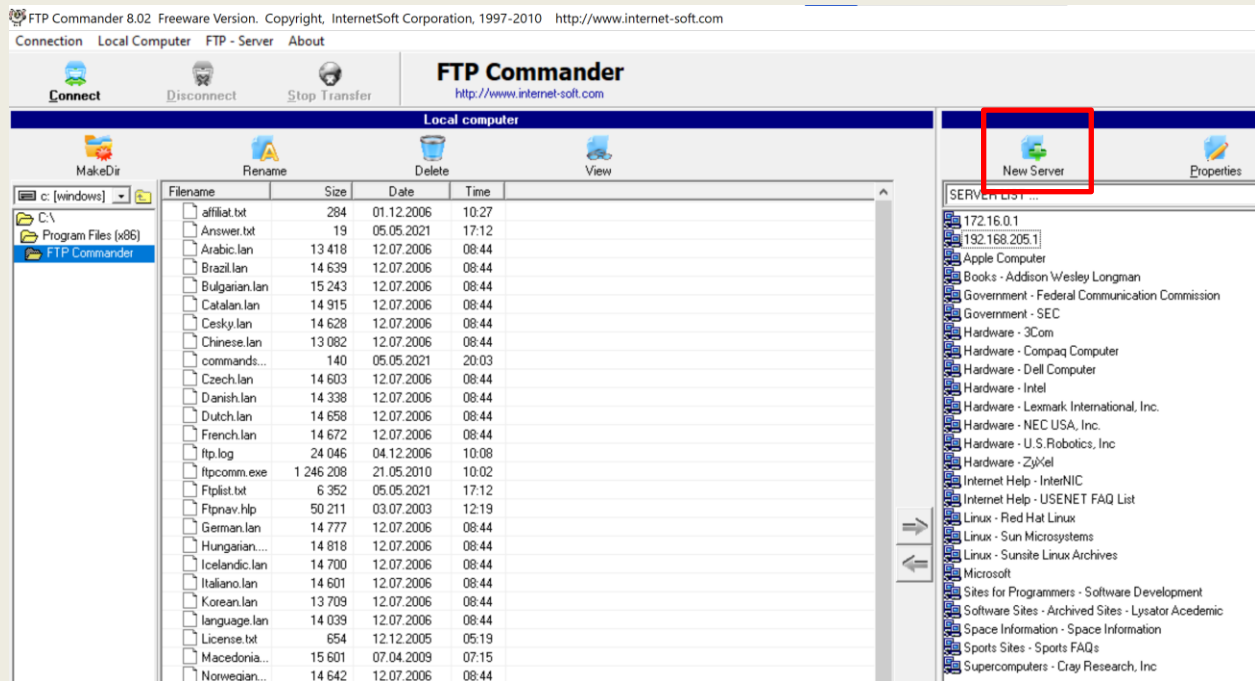 FTP Commander 8.02 Freeware Version. Copyright, InternetSoft Corporation, 1997-2010 http://www.internet-soft.com
Connection Local Computer FTP - Server About
Connect Disconnect Stop Transfer
FTP Commander
http://www.internet-soft.com
Local computer
MakeDir Rename Delete View
New Server Properties
c: [windows]
C:\
Program Files (x86)
FTP Commander
Filename Size Date Time
affiliat.txt 284 01.12.2006 10:27
Answer.txt 19 05.05.2021 17:12
Arabic.lan 13 418 12.07.2006 08:44
Brazil.lan 14 639 12.07.2006 08:44
Bulgarian.lan 15 243 12.07.2006 08:44
Catalan.lan 14 915 12.07.2006 08:44
Cesky.lan 14 628 12.07.2006 08:44
Chinese.lan 13 082 12.07.2006 08:44
commands... 140 05.05.2021 20:03
Czech.lan 14 603 12.07.2006 08:44
Danish.lan 14 338 12.07.2006 08:44
Dutch.lan 14 658 12.07.2006 08:44
French.lan 14 672 12.07.2006 08:44
ftp.log 24 046 04.12.2006 10:08
ftpcomm.exe 1 246 208 21.05.2010 10:02
Ftplist.txt 6 352 05.05.2021 17:12
Ftpnav.hlp 50 211 03.07.2003 12:19
German.lan 14 777 12.07.2006 08:44
Hungarian.... 14 818 12.07.2006 08:44
Icelandic.lan 14 700 12.07.2006 08:44
Italiano.lan 14 601 12.07.2006 08:44
Korean.lan 13 709 12.07.2006 08:44
language.lan 14 039 12.07.2006 08:44
License.txt 654 12.12.2005 05:19
Macedonia... 15 601 07.04.2009 07:15
Norwegian... 14 642 12.07.2006 08:44
SERVER LIST ...
172.16.0.1
192.168.205.1
Apple Computer
Books - Addison Wesley Longman
Government - Federal Communication Commission
Government - SEC
Hardware - 3Com
Hardware - Compaq Computer
Hardware - Dell Computer
Hardware - Intel
Hardware - Lexmark International, Inc.
Hardware - NEC USA, Inc.
Hardware - U.S.Robotics, Inc
Hardware - ZyXel
Internet Help - InterNIC
Internet Help - USENET FAQ List
Linux - Red Hat Linux
Linux - Sun Microsystems
Linux - Sunsite Linux Archives
Microsoft
Sites for Programmers - Software Development
Software Sites - Archived Sites - Lysator Acedemic
Space Information - Space Information
Sports Sites - Sports FAQs
Supercomputers - Cray Research, Inc